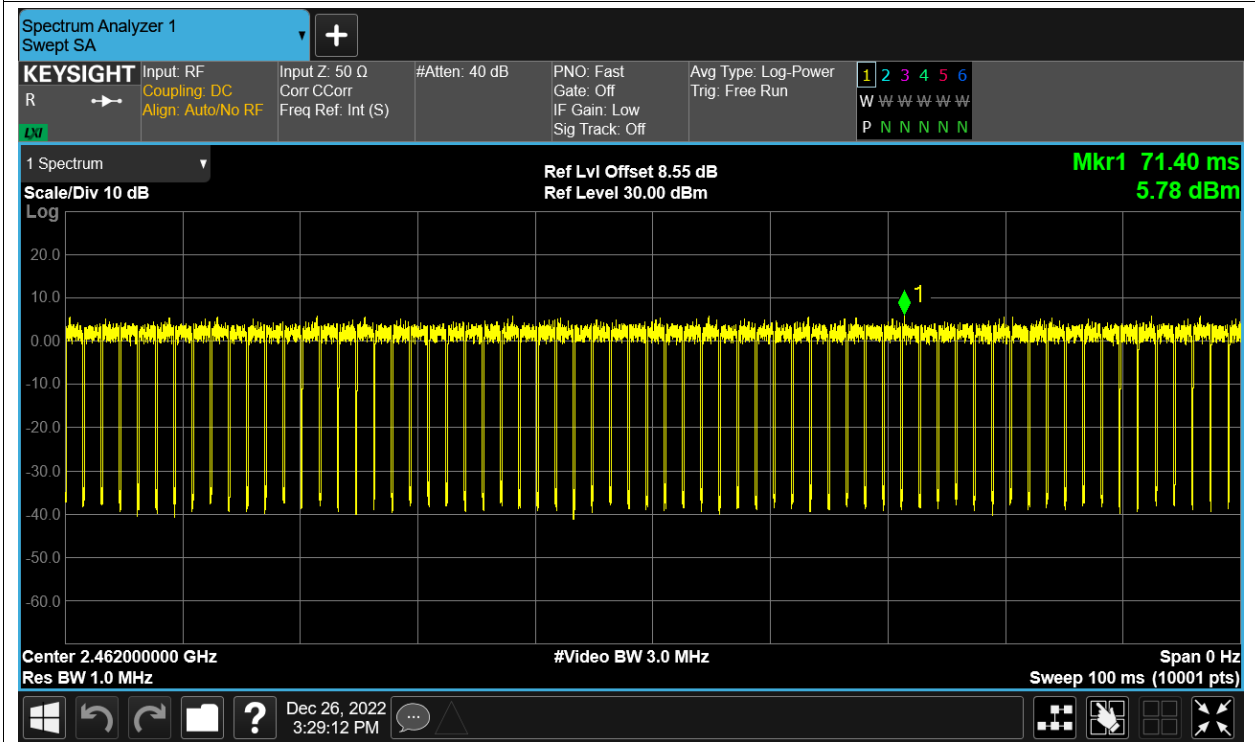 Spectrum Analyzer 1
Swept SA
+
KEYSIGHT
R
LXI
Input: RF
Coupling: DC
Align: Auto/No RF
Input Z: 50 Ω
Corr CCorr
Freq Ref: Int (S)
#Atten: 40 dB
PNO: Fast
Gate: Off
IF Gain: Low
Sig Track: Off
Avg Type: Log-Power
Trig: Free Run
1 2 3 4 5 6
W W W W W W
P N N N N N
1 Spectrum
Scale/Div 10 dB
Log
Ref Lvl Offset 8.55 dB
Ref Level 30.00 dBm
Mkr1 71.40 ms
5.78 dBm
20.0
10.0
1
0.00
-10.0
-20.0
-30.0
-40.0
-50.0
-60.0
Center 2.462000000 GHz
Res BW 1.0 MHz
#Video BW 3.0 MHz
Span 0 Hz
Sweep 100 ms (10001 pts)
?
Dec 26, 2022
3:29:12 PM